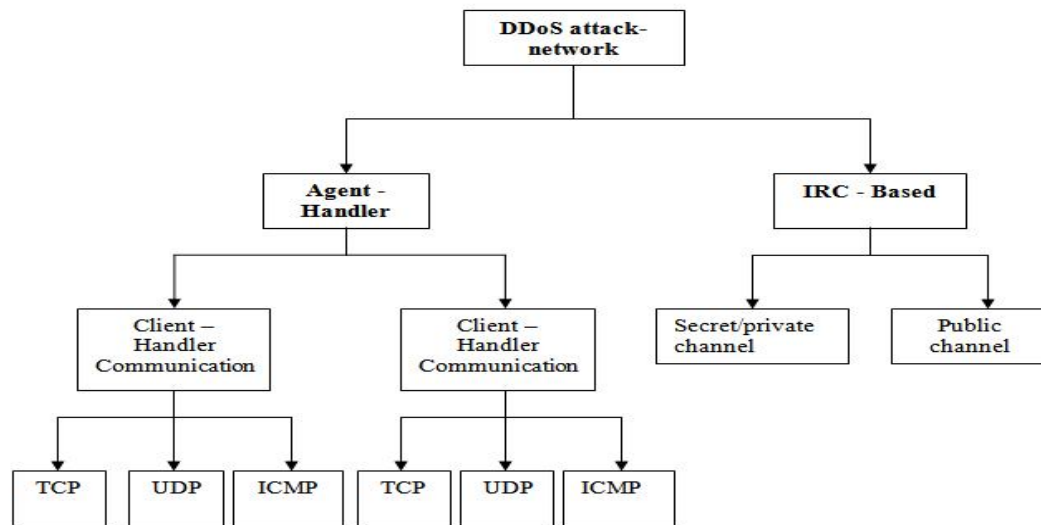 DDoS attack-
network
Agent -
Handler
IRC - Based
Client –
Handler
Communication
Client –
Handler
Communication
Secret/private
channel
Public
channel
TCP
UDP
ICMP
TCP
UDP
ICMP